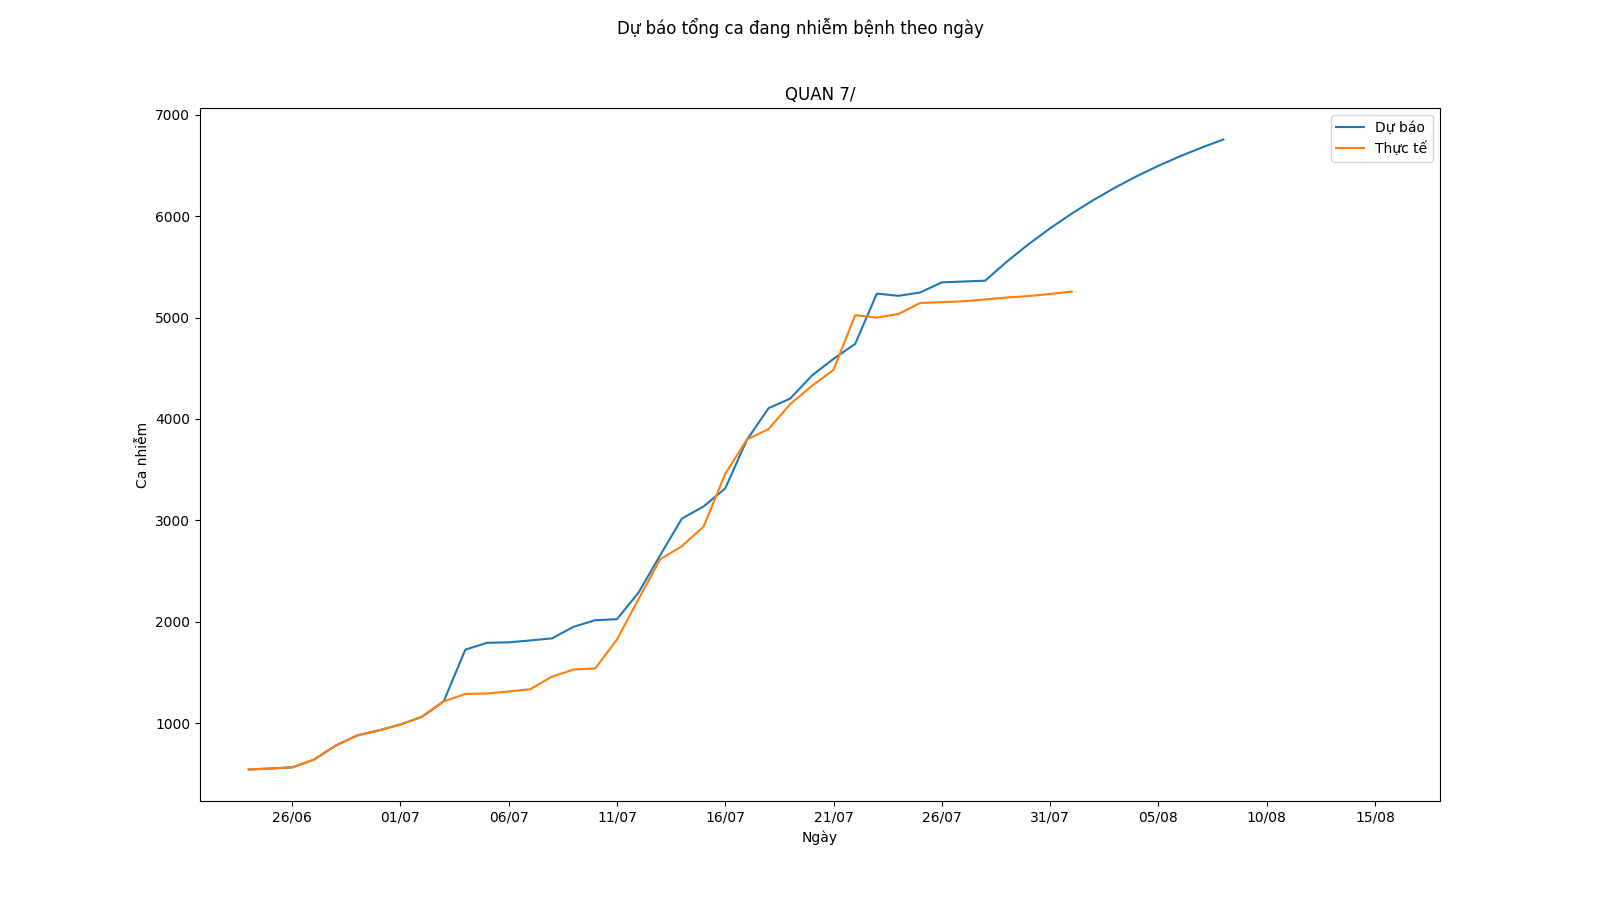 Dự báo tổng ca đang nhiễm bệnh theo ngày
QUAN 7/
7000
6000
5000
4000
3000
2000
1000
Ca nhiễm
Dự báo
Thực tế
26/06 01/07 06/07 11/07 16/07 21/07 26/07 31/07 05/08 10/08 15/08
Ngày